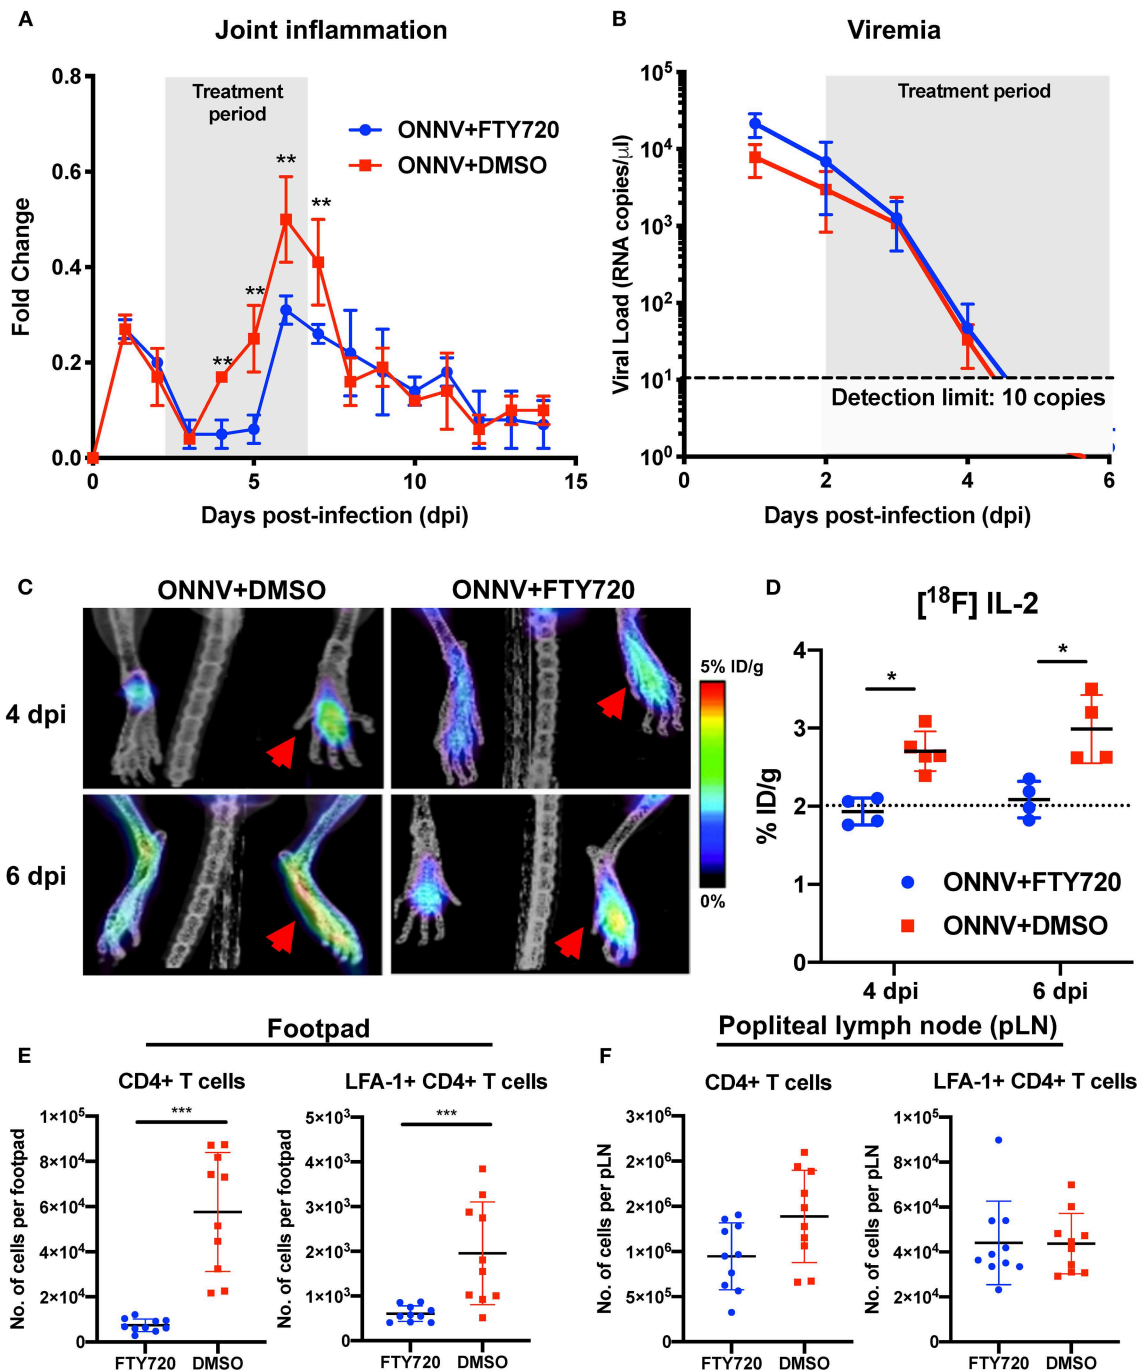 A
Joint inflammation
0.8
0.6
0.4
0.2
0.0
Fold Change
Treatment
period
ONNV+FTY720
ONNV+DMSO
**
**
**
**
0
5
10
15
Days post-infection (dpi)
B
Viremia
10⁵
10⁴
10³
10²
10¹
10⁰
Viral Load (RNA copies/µl)
Treatment period
Detection limit: 10 copies
0
2
4
6
Days post-infection (dpi)
C
ONNV+DMSO
ONNV+FTY720
4 dpi
6 dpi
5% ID/g
0%
D
[¹⁸F] IL-2
4
3
2
1
0
% ID/g
*
*
ONNV+FTY720
ONNV+DMSO
4 dpi
6 dpi
Footpad
E
CD4+ T cells
1×10⁵
8×10⁴
6×10⁴
4×10⁴
2×10⁴
0
No. of cells per footpad
***
FTY720
DMSO
LFA-1+ CD4+ T cells
5×10³
4×10³
3×10³
2×10³
1×10³
0
No. of cells per footpad
***
FTY720
DMSO
Popliteal lymph node (pLN)
F
CD4+ T cells
3×10⁶
2×10⁶
2×10⁶
1×10⁶
5×10⁵
0
No. of cells per pLN
FTY720
DMSO
LFA-1+ CD4+ T cells
1×10⁵
8×10⁴
6×10⁴
4×10⁴
2×10⁴
0
No. of cells per pLN
FTY720
DMSO